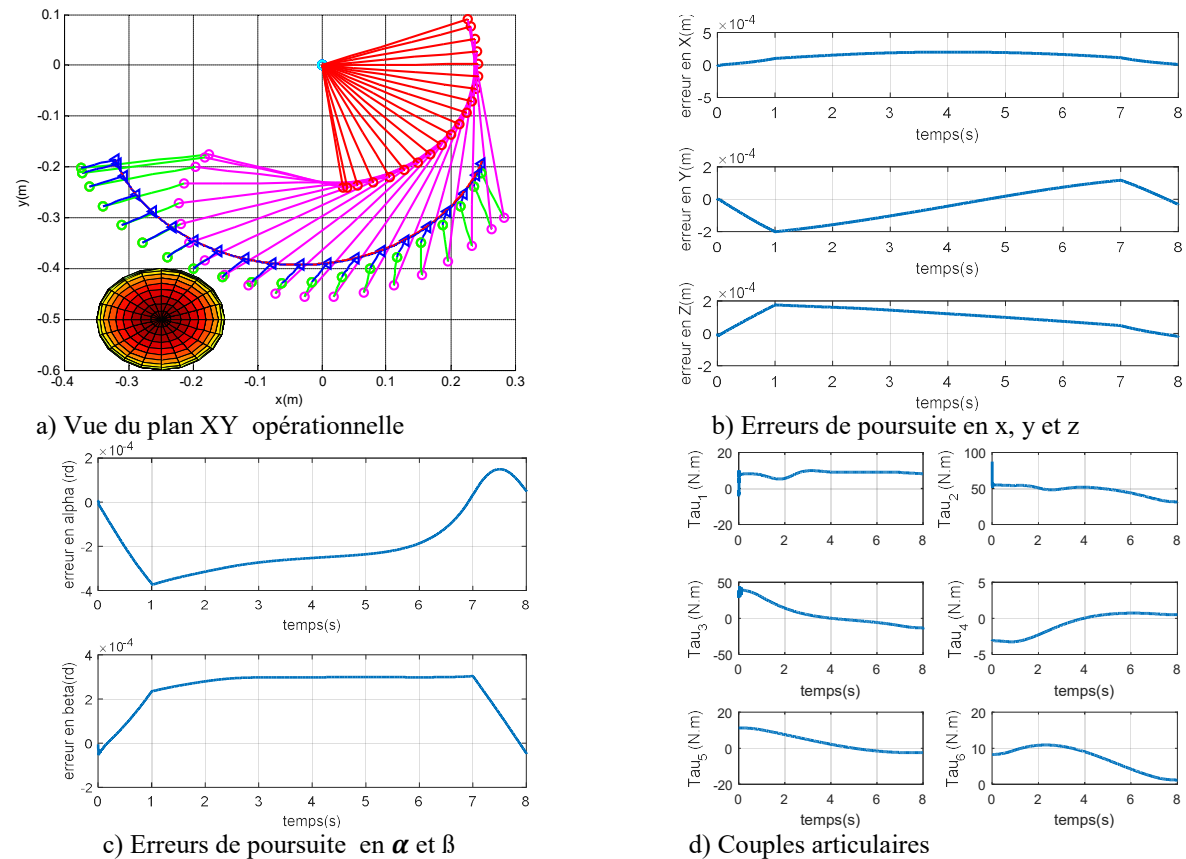 0.1
0
-0.1
-0.2
-0.3
-0.4
-0.5
-0.6
y(m)
-0.4 -0.3 -0.2 -0.1 0 0.1 0.2 0.3
x(m)
a) Vue du plan XY opérationnelle
×10-4
5
0
-5
erreur en X(m)
0 1 2 3 4 5 6 7 8
temps(s)
×10-4
2
0
-2
erreur en Y(m)
0 1 2 3 4 5 6 7 8
temps(s)
×10-4
2
0
-2
erreur en Z(m)
0 1 2 3 4 5 6 7 8
temps(s)
b) Erreurs de poursuite en x, y et z
×10-4
2
0
-2
-4
erreur en alpha (rd)
0 1 2 3 4 5 6 7 8
temps(s)
×10-4
4
2
0
-2
erreur en beta(rd)
0 1 2 3 4 5 6 7 8
temps(s)
c) Erreurs de poursuite en α et ß
20
0
-20
Tau1 (N.m)
0 2 4 6 8
temps(s)
100
50
0
Tau2 (N.m)
0 2 4 6 8
temps(s)
50
0
-50
Tau3 (N.m)
0 2 4 6 8
temps(s)
5
0
-5
Tau4 (N.m)
0 2 4 6 8
temps(s)
20
0
-20
Tau5 (N.m)
0 2 4 6 8
temps(s)
20
10
0
Tau6 (N.m)
0 2 4 6 8
temps(s)
d) Couples articulaires